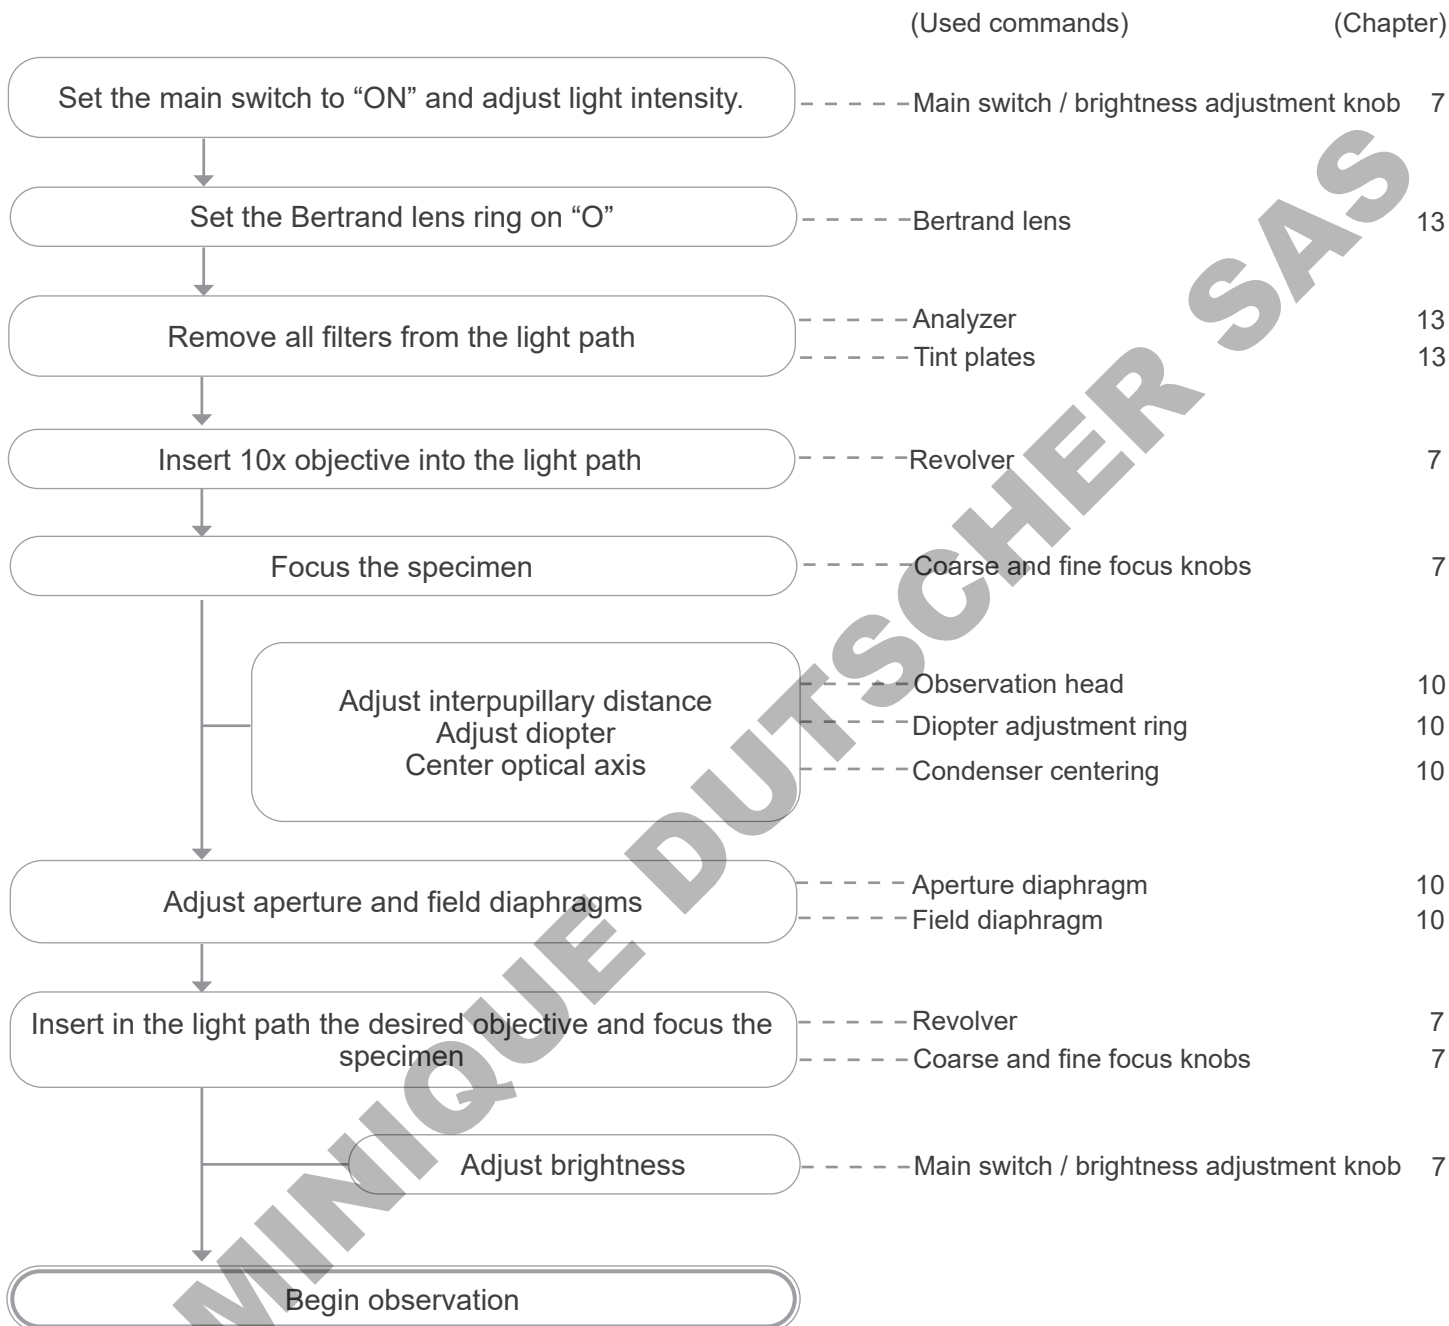 (Used commands) (Chapter)
Set the main switch to “ON” and adjust light intensity. Main switch / brightness adjustment knob 7
Set the Bertrand lens ring on “O” Bertrand lens 13
Remove all filters from the light path
Analyzer 13
Tint plates 13
Insert 10x objective into the light path Revolver 7
Focus the specimen Coarse and fine focus knobs 7
Adjust interpupillary distance
Adjust diopter
Center optical axis
Observation head 10
Diopter adjustment ring 10
Condenser centering 10
Adjust aperture and field diaphragms
Aperture diaphragm 10
Field diaphragm 10
Insert in the light path the desired objective and focus the
specimen
Revolver 7
Coarse and fine focus knobs 7
Adjust brightness Main switch / brightness adjustment knob 7
Begin observation
MINIQUE DUTSCHER SAS